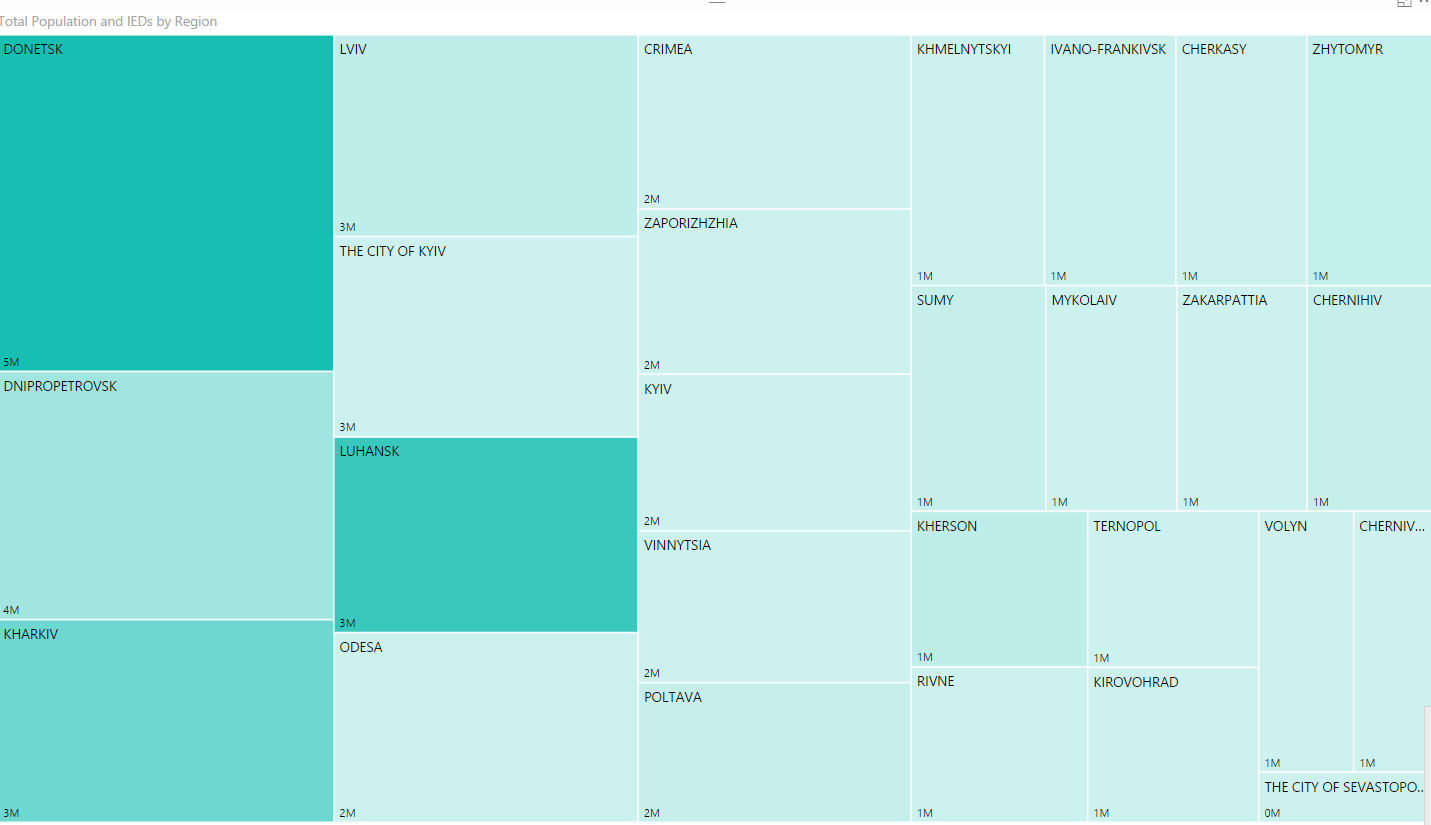 Total Population and IEDs by Region
DONETSK
5M
DNIPROPETROVSK
4M
KHARKIV
3M
LVIV
3M
THE CITY OF KYIV
3M
LUHANSK
3M
ODESA
2M
CRIMEA
2M
ZAPORIZHZHIA
2M
KYIV
2M
VINNYTSIA
2M
POLTAVA
2M
KHMELNYTSKYI
1M
IVANO-FRANKIVSK
1M
CHERKASY
1M
ZHYTOMYR
1M
SUMY
1M
MYKOLAIV
1M
ZAKARPATTIA
1M
CHERNIHIV
1M
KHERSON
1M
TERNOPOL
1M
RIVNE
1M
KIROVOHRAD
1M
VOLYN
1M
CHERNIV...
1M
THE CITY OF SEVASTOPO...
0M